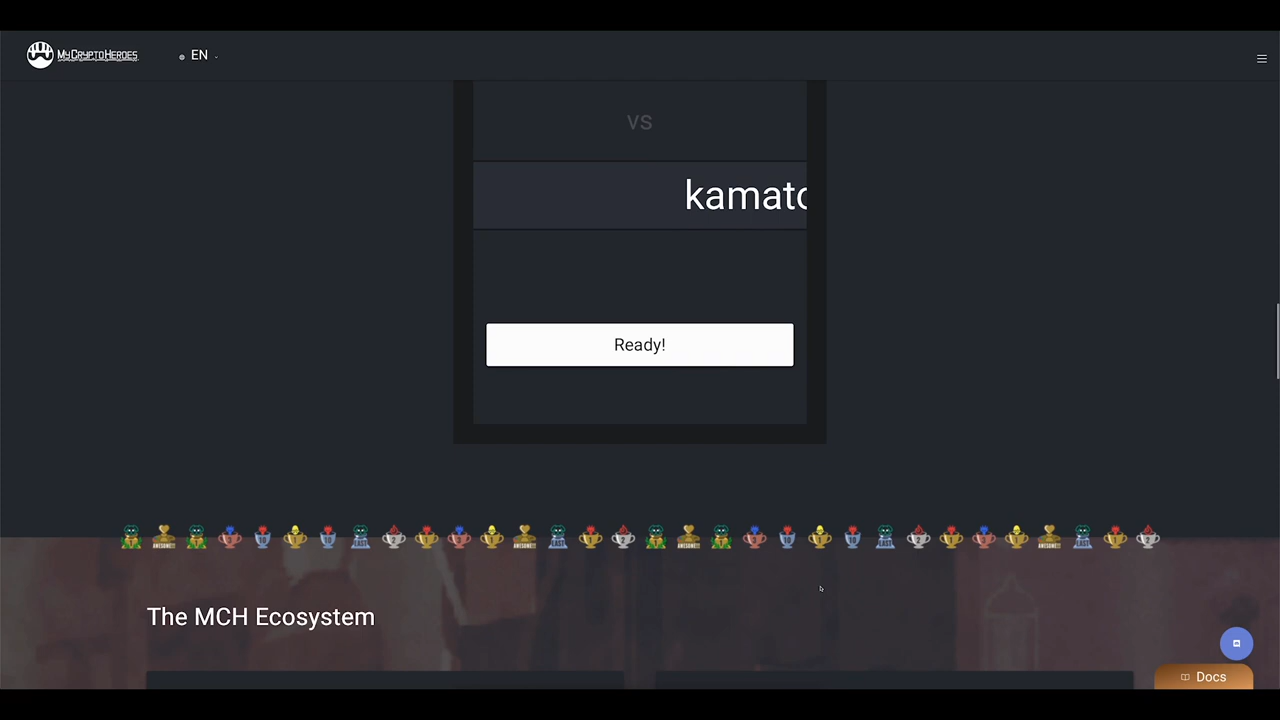 MYCRYPTOHEROES
EN
VS
kamato
Ready!
The MCH Ecosystem
Docs